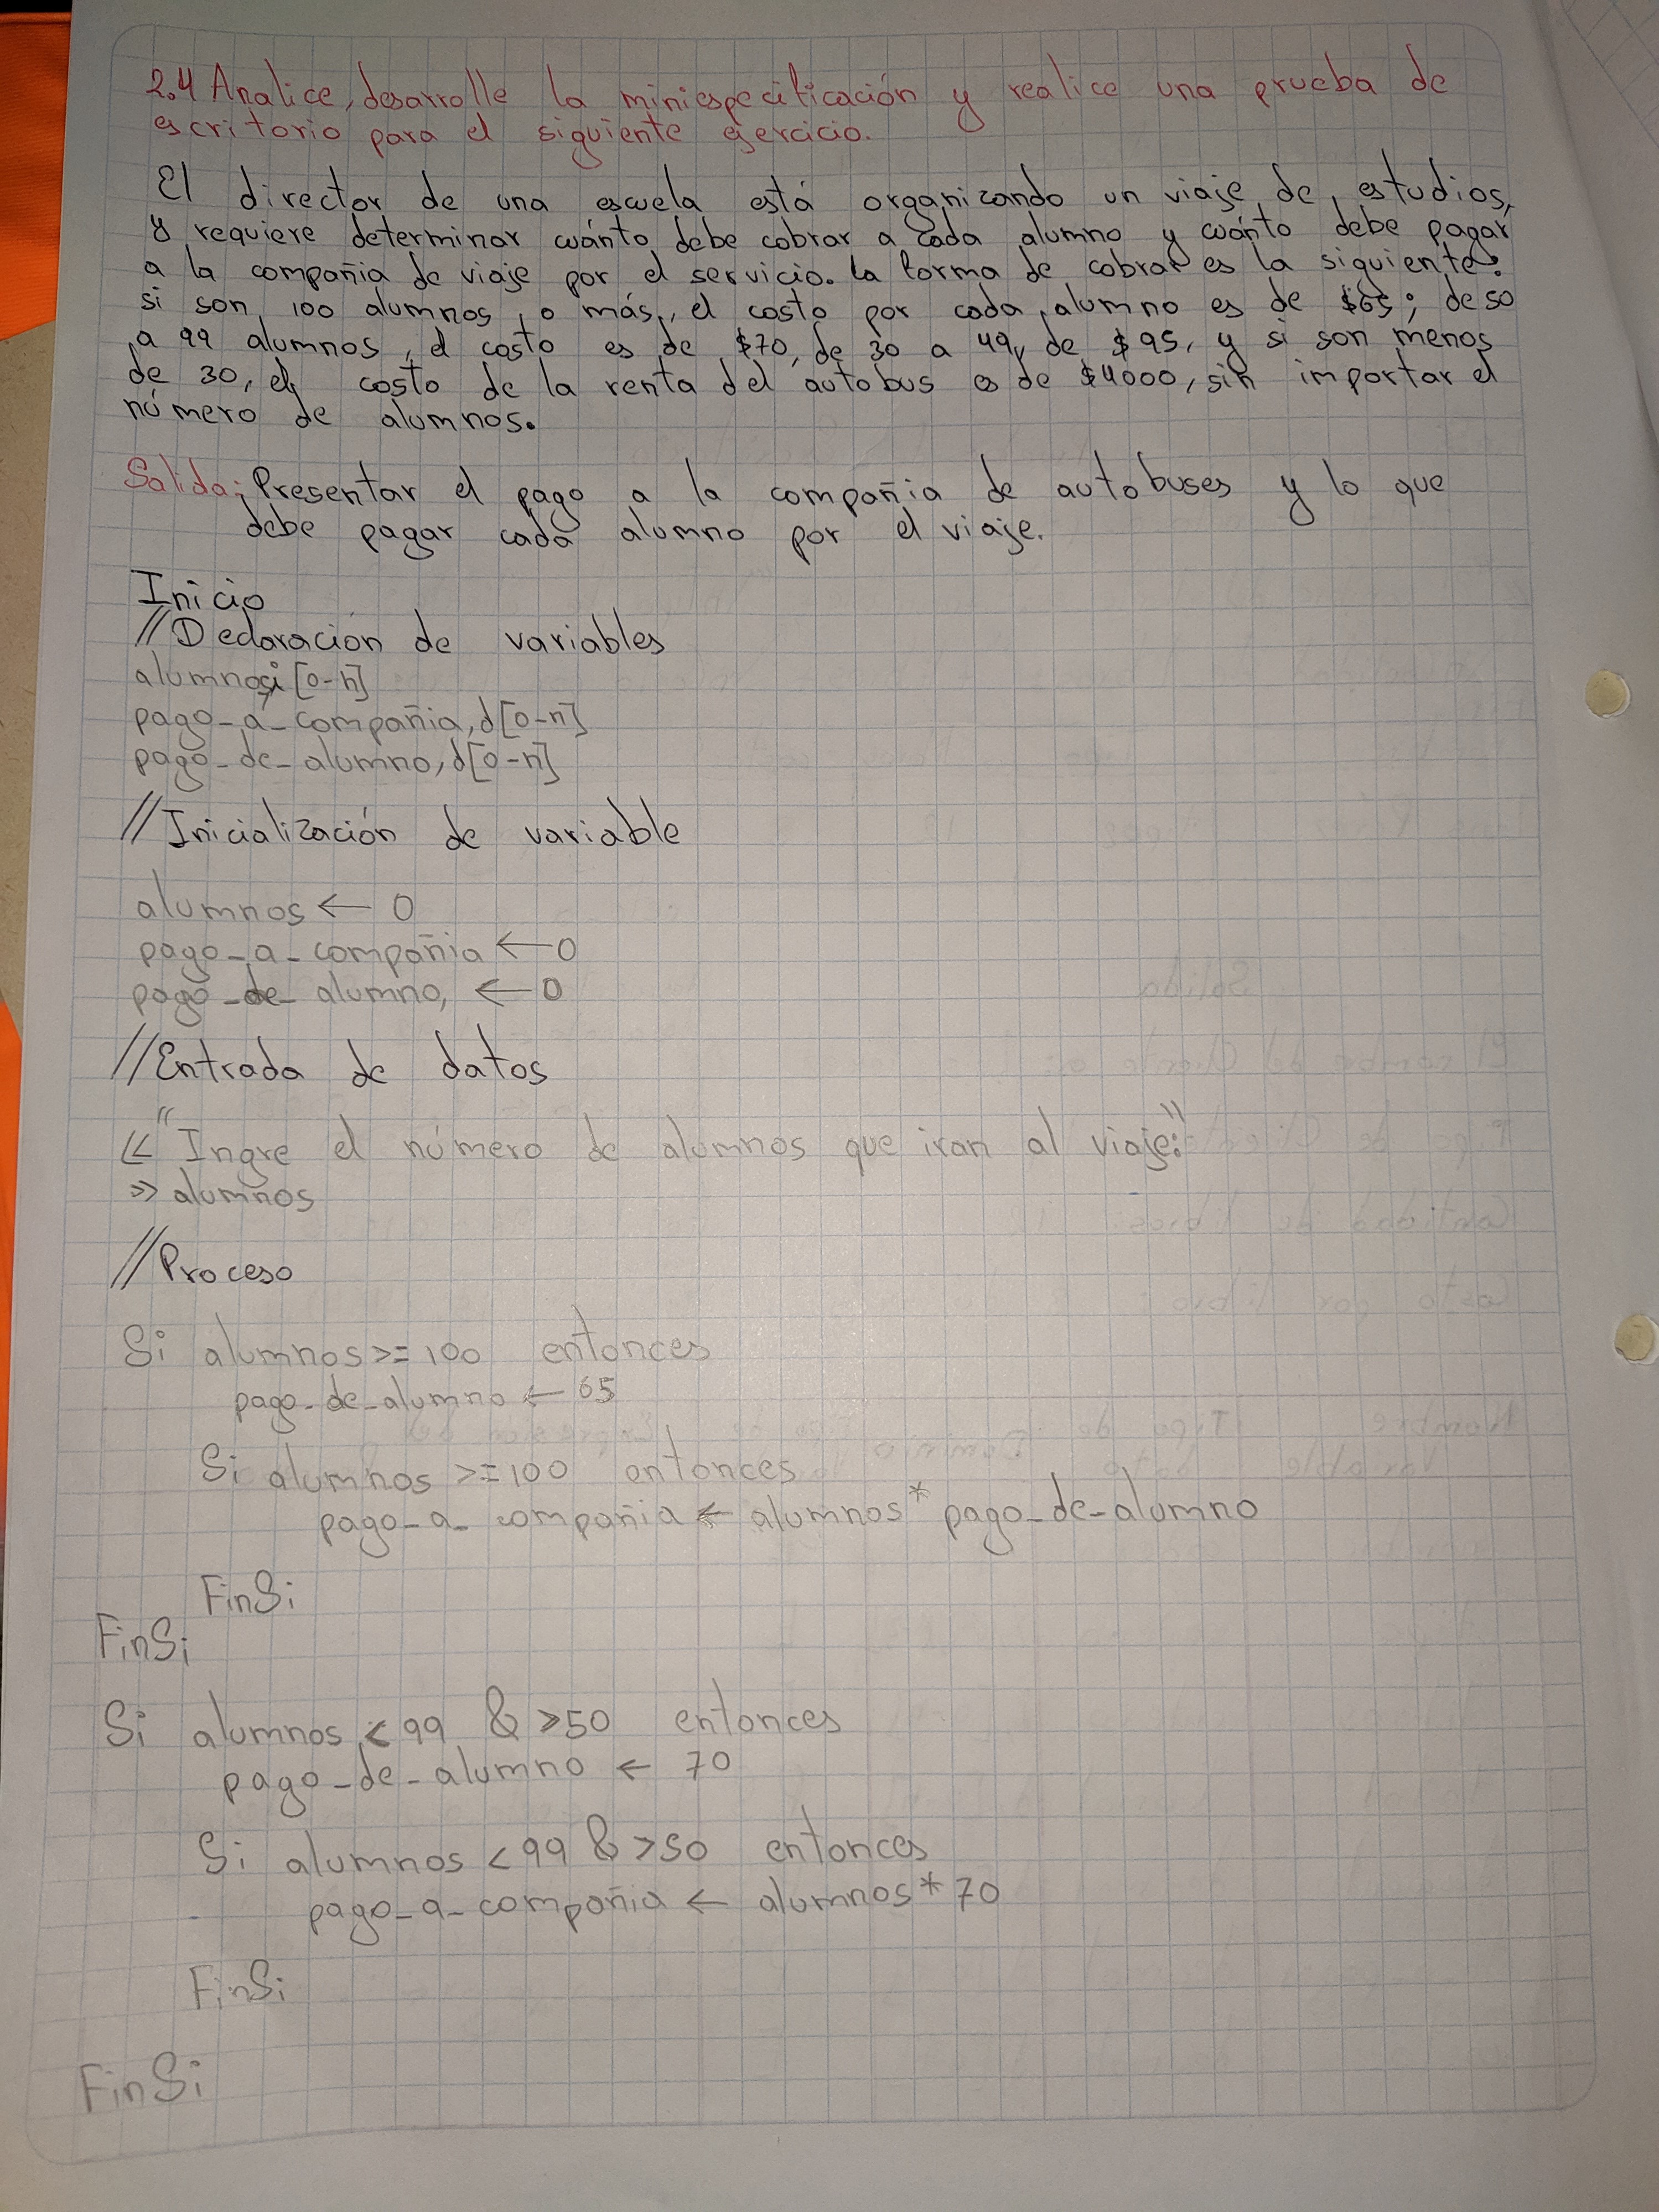 2.4 Analice, desarrolle la miniespecificación y realice una prueba de
escritorio para el siguiente ejercicio.
El director de una escuela está organizando un viaje de estudios,
y requiere determinar cuánto debe cobrar a cada alumno y cuánto debe pagar
a la compañia de viaje por el servicio. la forma de cobrar es la siguiente:
si son 100 alumnos o más, el costo por cada alumno es de $65; de 50
a 99 alumnos, el costo es de $70, de 30 a 49, de $95, y si son menos
de 30, el costo de la renta del autobus es de $4000, sin importar el
número de alumnos.
Salida: Presentar el pago a la compañia de autobuses y lo que
debe pagar cada alumno por el viaje.
Inicio
//Declaración de variables
alumnos,i [0-n]
pago_a_compañia,d[0-n]
pago_de_alumno,d[0-n]
//Inicialización de variable
alumnos ← 0
pago_a_compañia ← 0
pago_de_alumno, ← 0
//Entrada de datos
<< "Ingre el número de alumnos que iran al viaje:"
>> alumnos
//Proceso
Si alumnos >= 100 entonces
pago_de_alumno ← 65
Si alumnos >= 100 entonces
pago_a_compañia ← alumnos * pago_de_alumno
FinSi
FinSi
Si alumnos < 99 & >50 entonces
pago_de_alumno ← 70
Si alumnos < 99 & >50 entonces
pago_a_compañia ← alumnos * 70
FinSi
FinSi